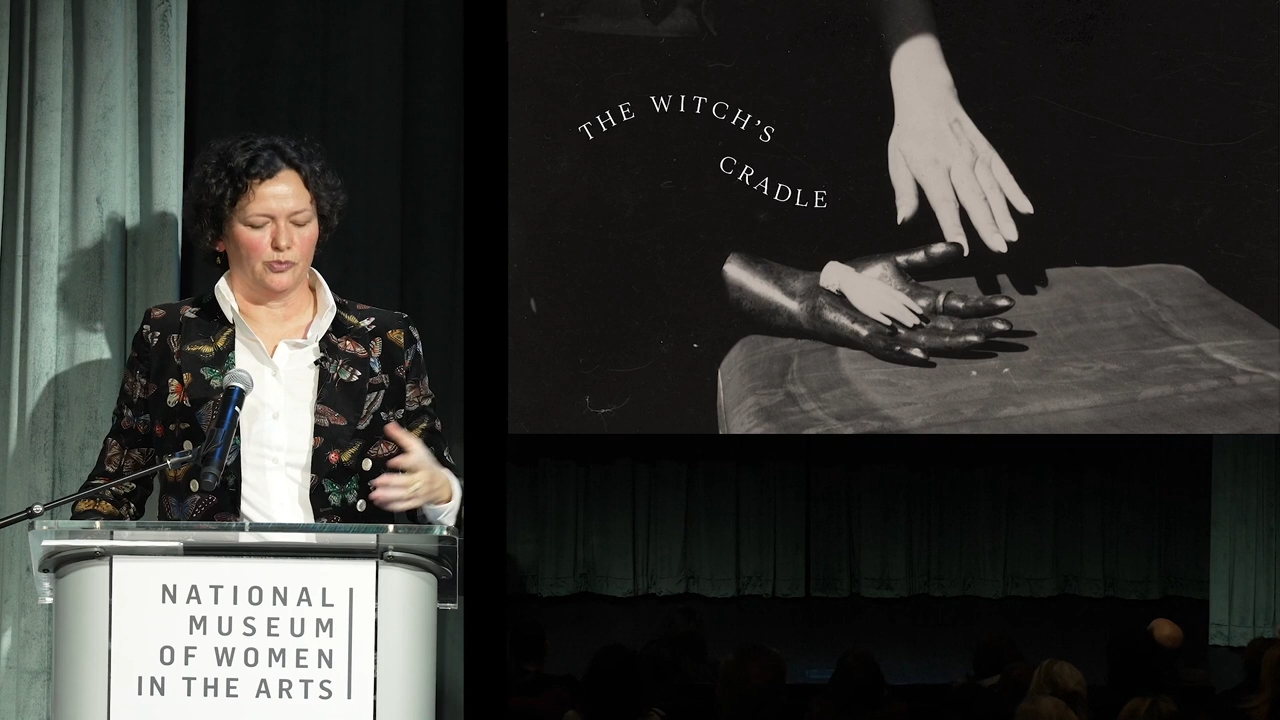 THE WITCH'S
CRADLE
NATIONAL
MUSEUM
OF WOMEN
IN THE ARTS